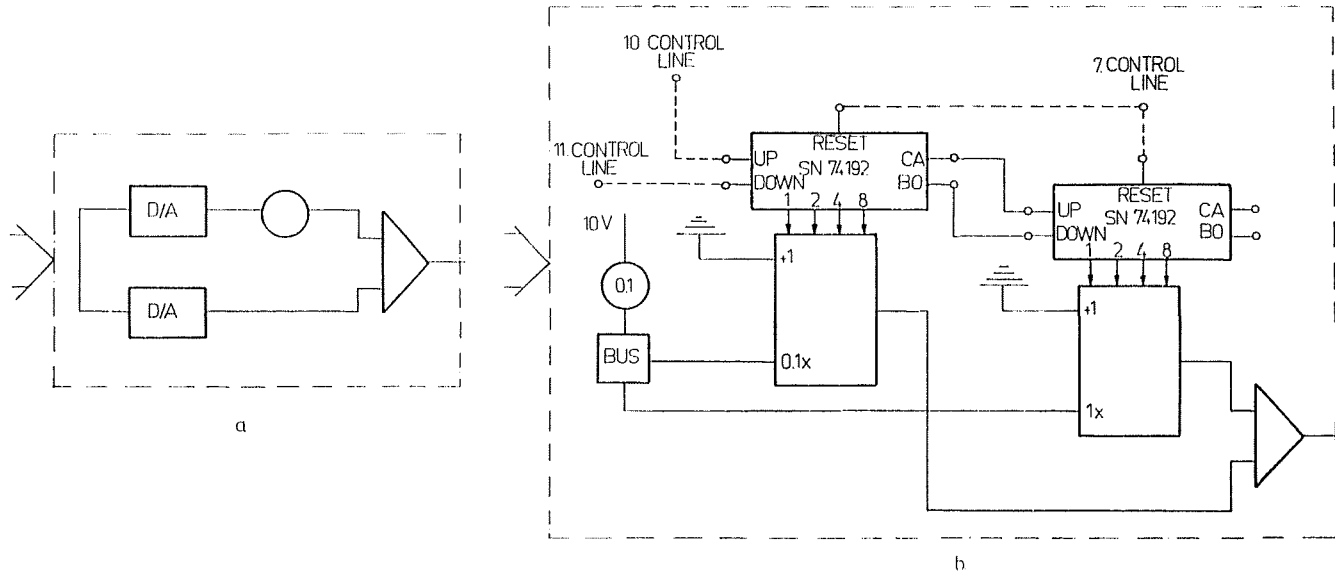 D/A
D/A
a
10 CONTROL
LINE
7. CONTROL
LINE
11. CONTROL
LINE
RESET
UP
SN 74192
CA
DOWN
BO
1 2 4 8
RESET
UP
SN 74192
CA
DOWN
BO
1 2 4 8
10 V
+1
0.1
BUS
0.1x
+1
1x
b